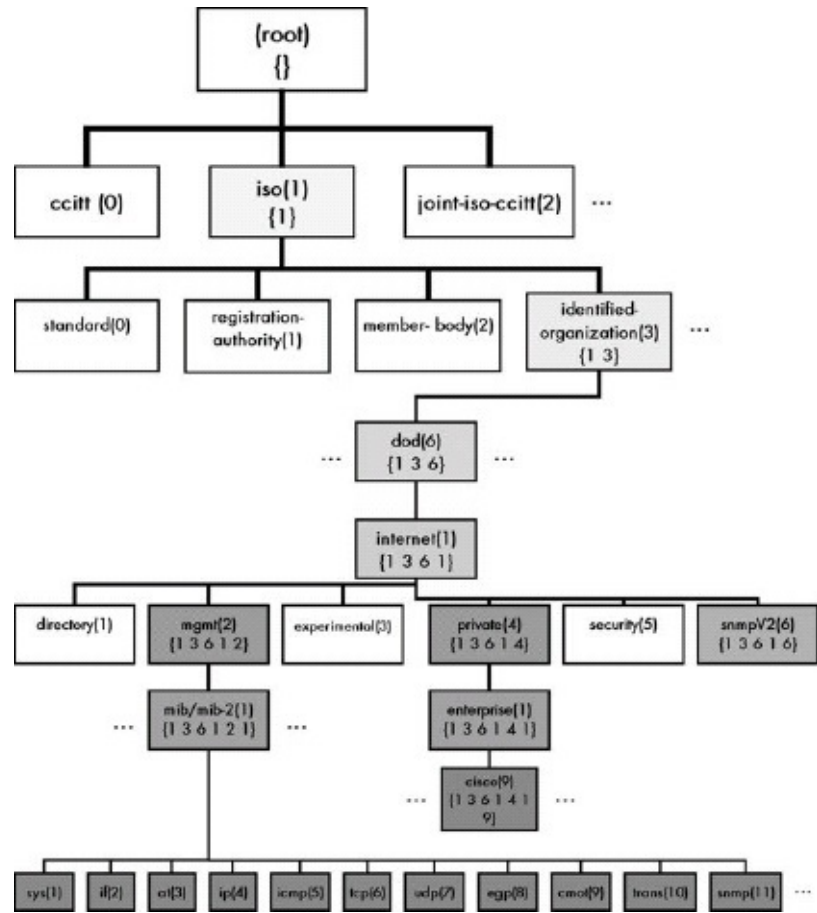 (root)
{}
ccitt (0)
iso(1)
{1}
joint-iso-ccitt(2)
...
standard(0)
registration-
authority(1)
member- body(2)
identified-
organization(3)
{1 3}
...
...
dod(6)
{1 3 6}
...
internet(1)
{1 3 6 1}
directory(1)
mgmt(2)
{1 3 6 1 2}
experimental(3)
private(4)
{1 3 6 1 4}
security(5)
snmpV2(6)
{1 3 6 1 6}
...
mib/mib-2(1)
{1 3 6 1 2 1}
...
enterprise(1)
{1 3 6 1 4 1}
...
cisco(9)
{1 3 6 1 4 1
9}
...
sys(1)
if(2)
at(3)
ip(4)
icmp(5)
tcp(6)
udp(7)
egp(8)
cmot(9)
trans(10)
snmp(11)
...